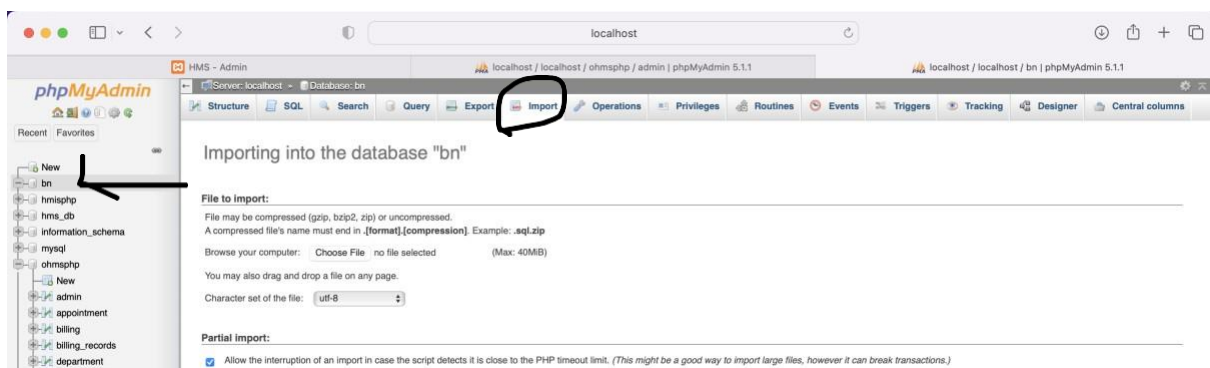 localhost
HMS - Admin
localhost / localhost / ohmsphp / admin | phpMyAdmin 5.1.1
localhost / localhost / bn | phpMyAdmin 5.1.1
phpMyAdmin
Recent Favorites
New
bn
hmisphp
hms_db
information_schema
mysql
ohmsphp
New
admin
appointment
billing
billing_records
department
Server: localhost » Database: bn
Structure SQL Search Query Export Import Operations Privileges Routines Events Triggers Tracking Designer Central columns
Importing into the database "bn"
File to import:
File may be compressed (gzip, bzip2, zip) or uncompressed.
A compressed file's name must end in .[format].[compression]. Example: .sql.zip
Browse your computer: Choose File no file selected (Max: 40MiB)
You may also drag and drop a file on any page.
Character set of the file: utf-8
Partial import:
Allow the interruption of an import in case the script detects it is close to the PHP timeout limit. (This might be a good way to import large files, however it can break transactions.)